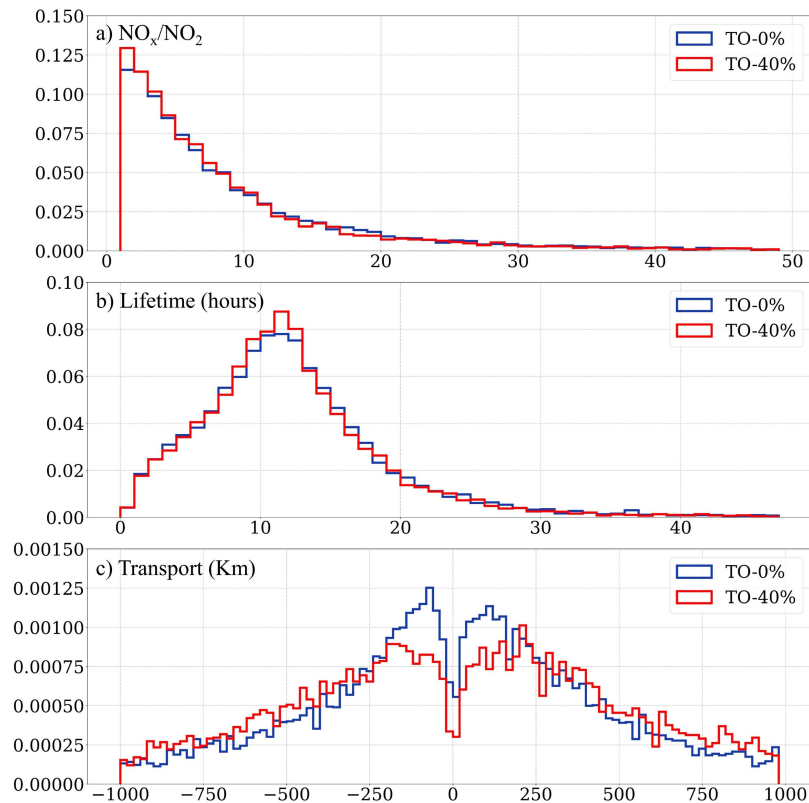 a) NOx/NO2
TO-0%
TO-40%
0.150
0.125
0.100
0.075
0.050
0.025
0.000
0 10 20 30 40 50
b) Lifetime (hours)
TO-0%
TO-40%
0.10
0.08
0.06
0.04
0.02
0.00
0 10 20 30 40
c) Transport (Km)
TO-0%
TO-40%
0.00150
0.00125
0.00100
0.00075
0.00050
0.00025
0.00000
−1000 −750 −500 −250 0 250 500 750 1000